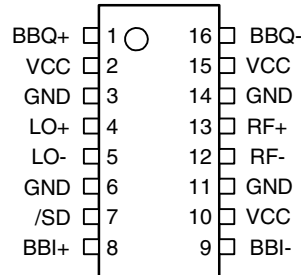 BBQ+ 1 16 BBQ-
VCC 2 15 VCC
GND 3 14 GND
LO+ 4 13 RF+
LO- 5 12 RF-
GND 6 11 GND
/SD 7 10 VCC
BBI+ 8 9 BBI-